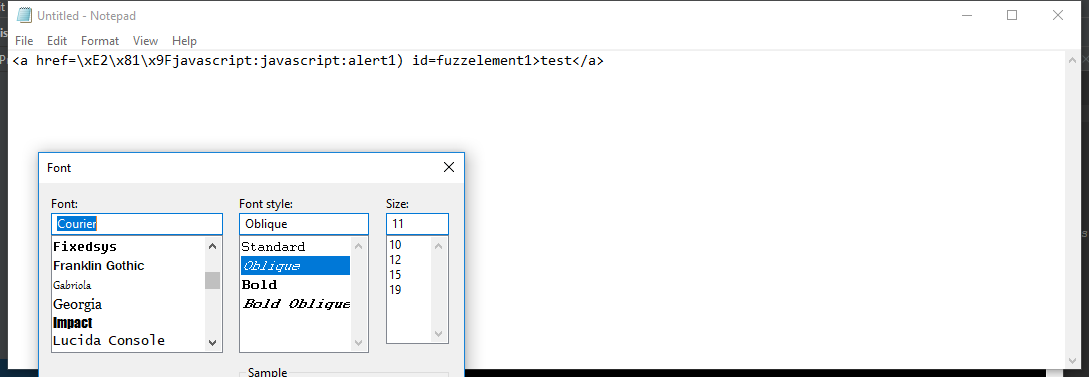 Untitled - Notepad
File Edit Format View Help
<a href=\xE2\x81\x9Fjavascript:javascript:alert1) id=fuzzelement1>test</a>
Font
Font: Font style: Size:
Courier Oblique 11
Fixedsys
Franklin Gothic
Gabriola
Georgia
Impact
Lucida Console
Standard
Oblique
Bold
Bold Oblique
10
12
15
19
Sample